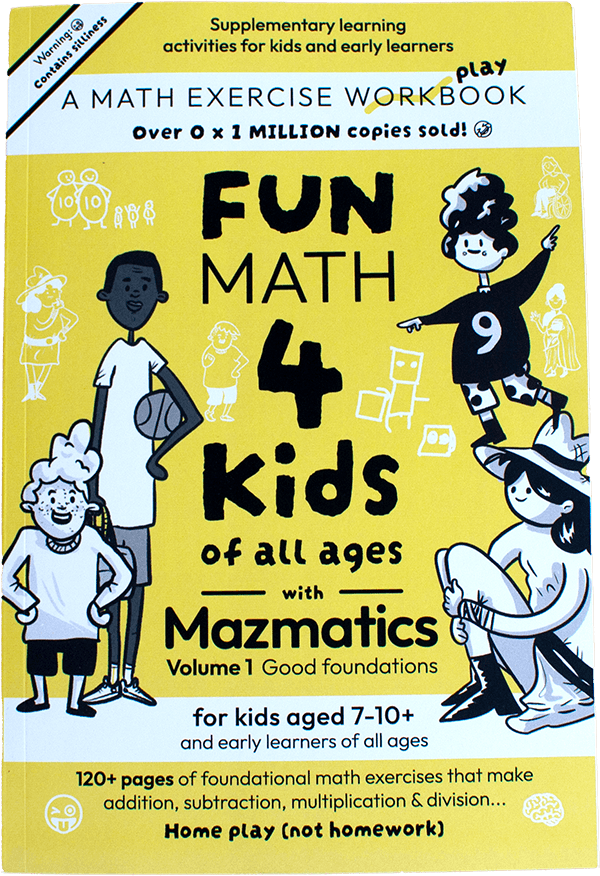 Warning: 😜
contains silliness
Supplementary learning
activities for kids and early learners
play
A MATH EXERCISE WORKBOOK
Over 0 x 1 MILLION copies sold!
10 10
FUN
MATH
4
Kids
of all ages
with
Mazmatics
Volume 1 Good foundations
9
for kids aged 7-10+
and early learners of all ages
120+ pages of foundational math exercises that make
addition, subtraction, multiplication & division...
Home play (not homework)